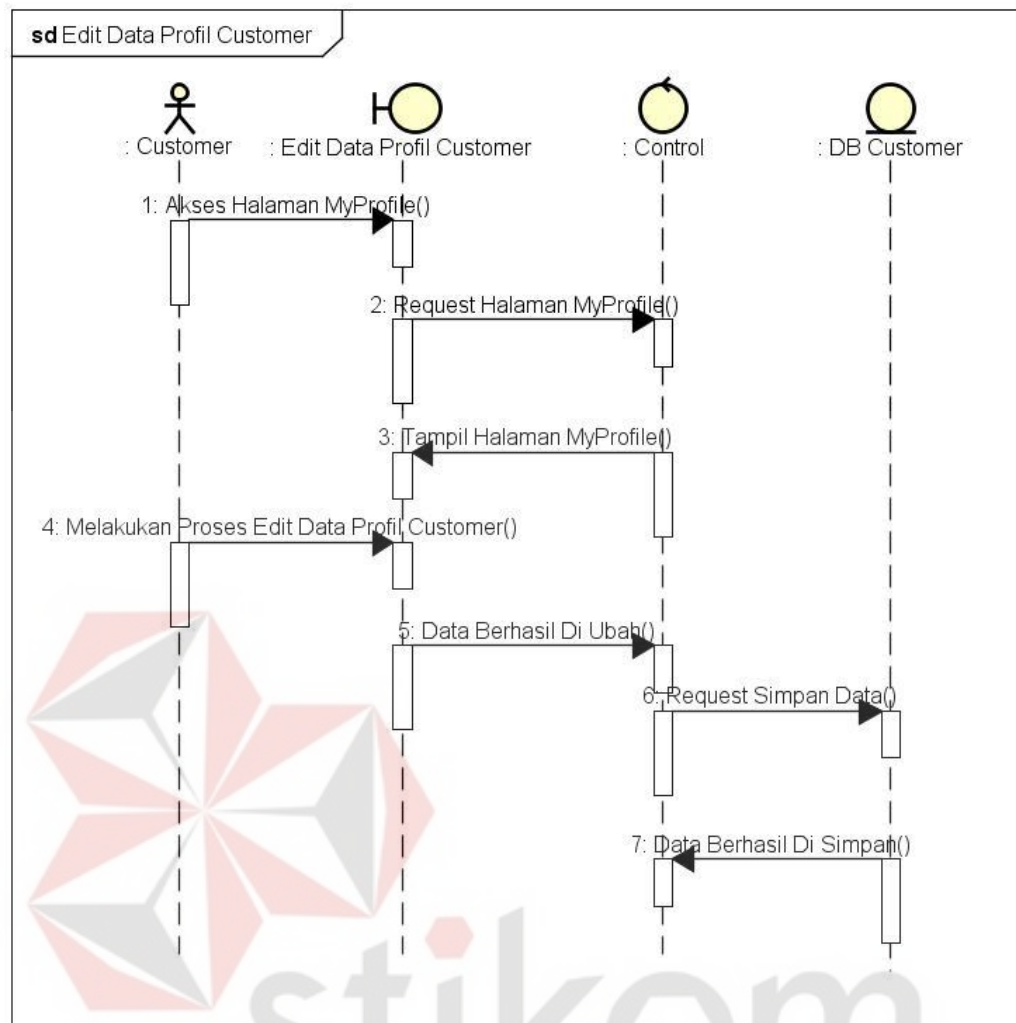 sd Edit Data Profil Customer
: Customer
: Edit Data Profil Customer
: Control
: DB Customer
1: Akses Halaman MyProfile()
2: Request Halaman MyProfile()
3: Tampil Halaman MyProfile()
4: Melakukan Proses Edit Data Profil Customer()
5: Data Berhasil Di Ubah()
6: Request Simpan Data()
7: Data Berhasil Di Simpan()
stikom